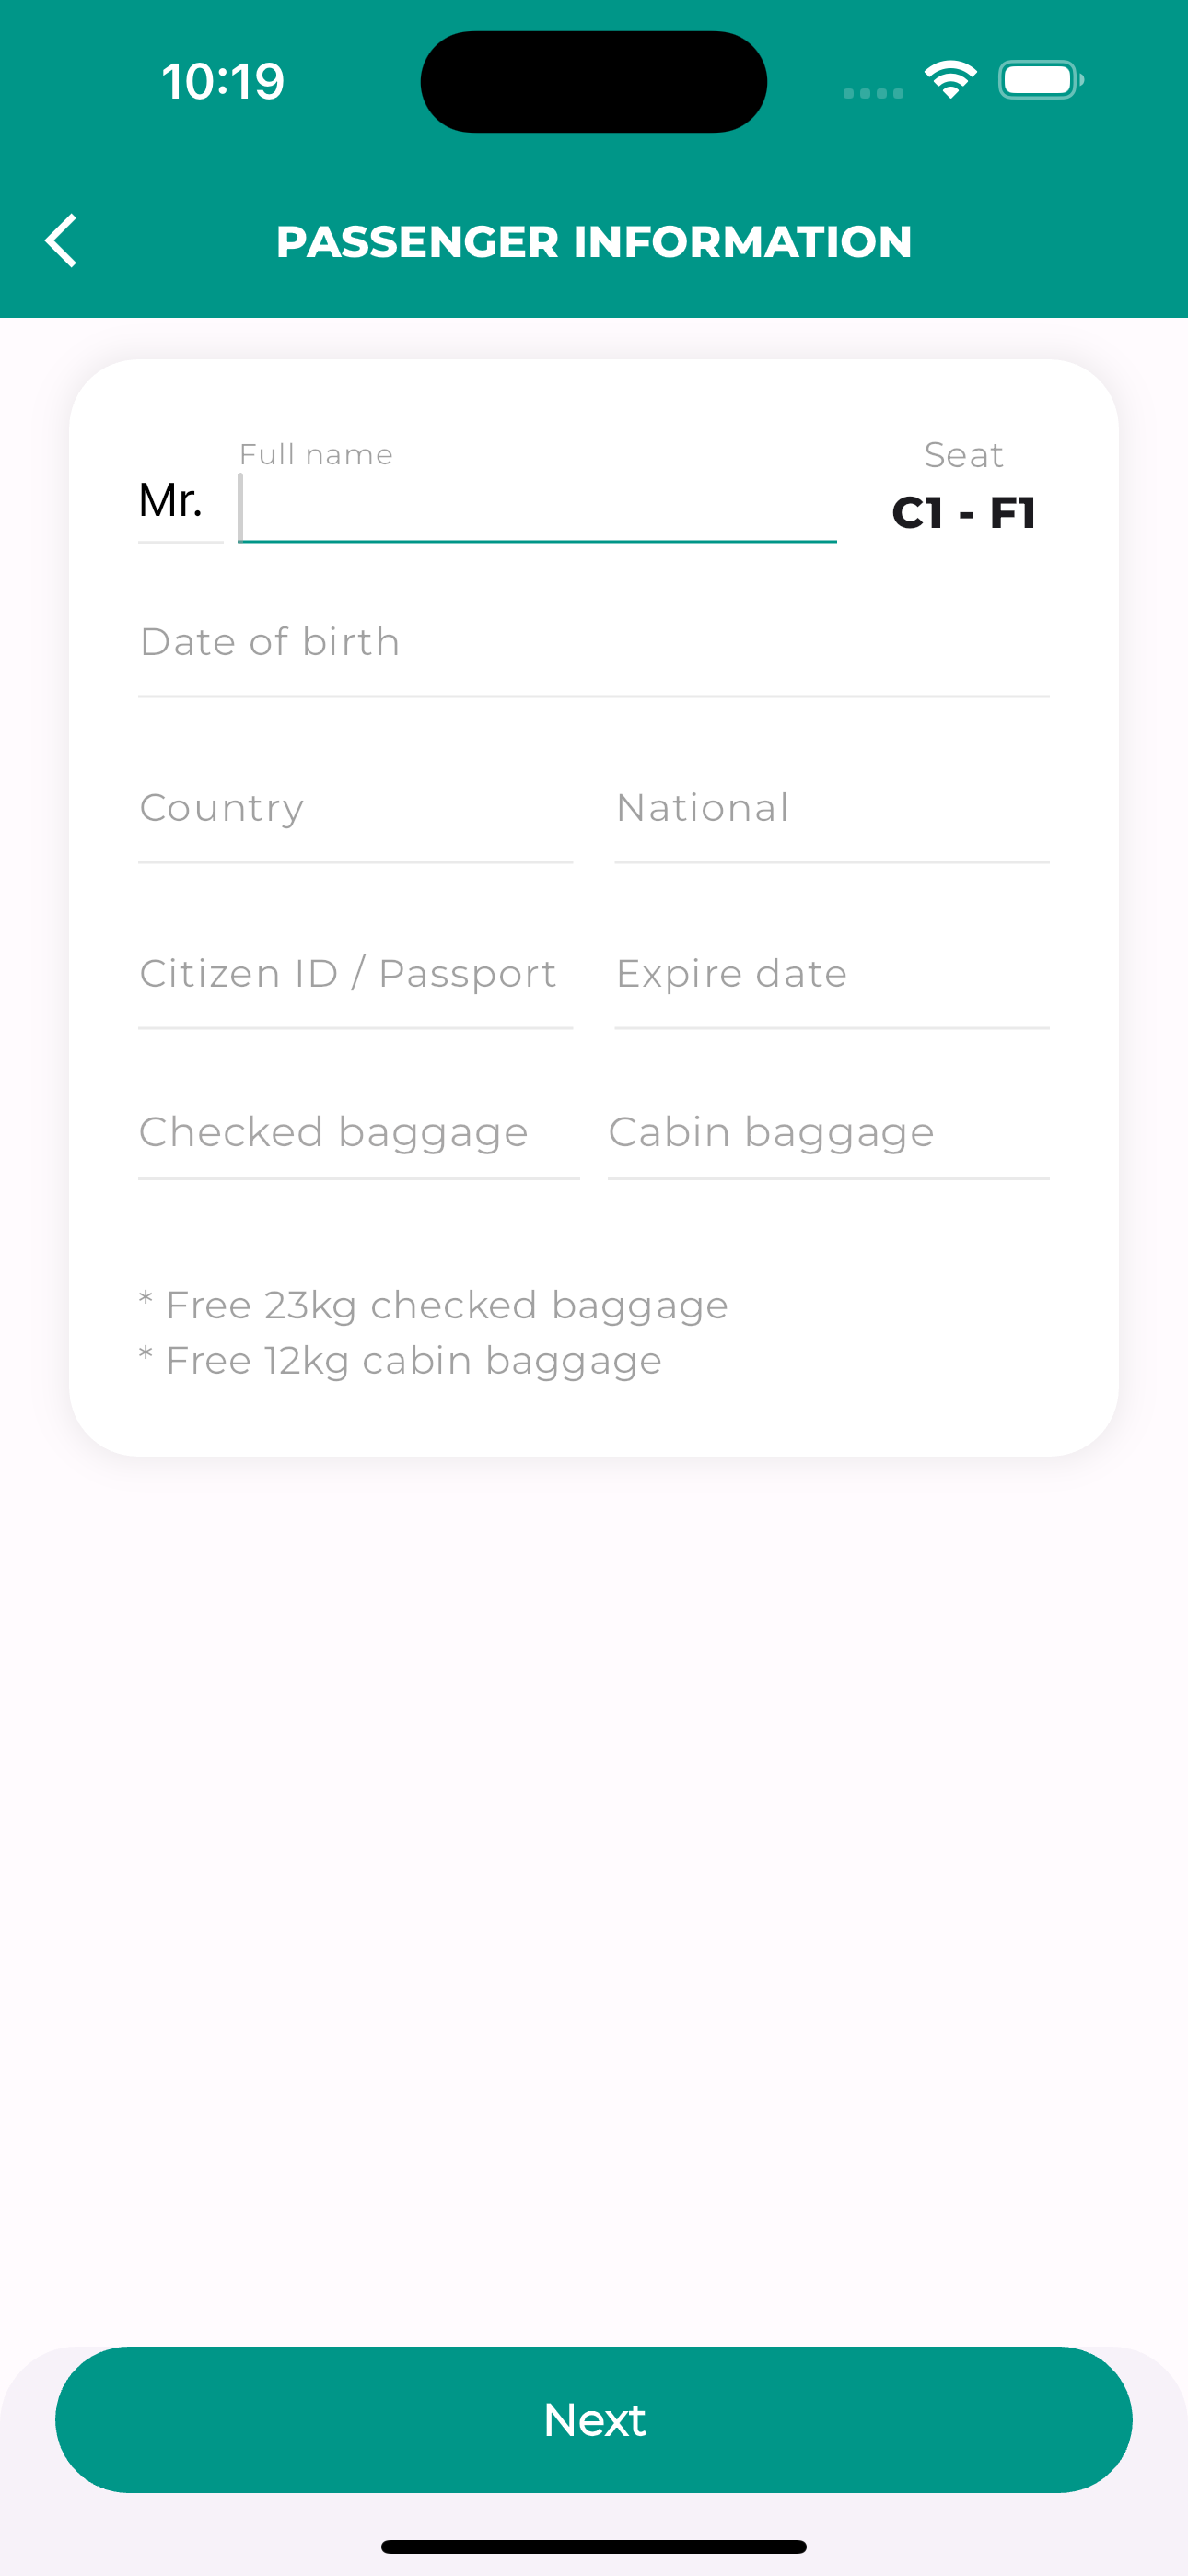 10:19
PASSENGER INFORMATION
Full name
Seat
Mr.
C1 - F1
Date of birth
Country
National
Citizen ID / Passport
Expire date
Checked baggage
Cabin baggage
* Free 23kg checked baggage
* Free 12kg cabin baggage
Next